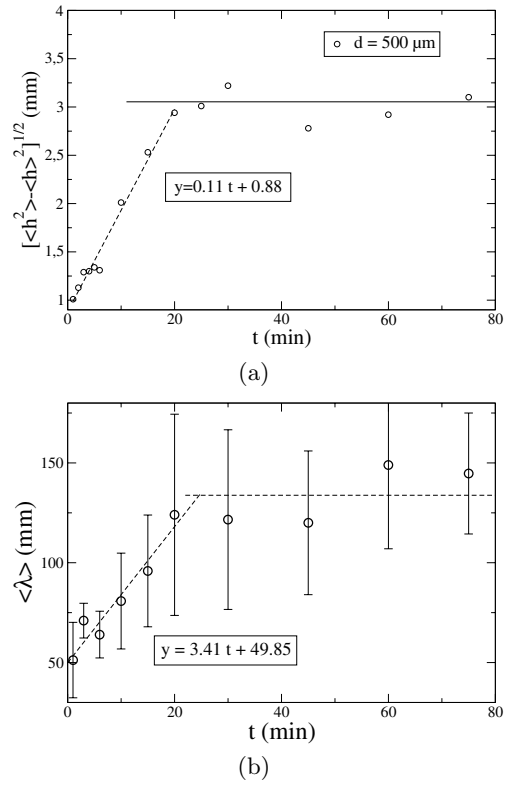 4
3,5
3
2,5
2
1,5
1
[<h²>-<h>²]^1/2 (mm)
d = 500 µm
y=0.11 t + 0.88
0 20 40 60 80
t (min)
(a)
150
100
50
<λ> (mm)
y = 3.41 t + 49.85
0 20 40 60 80
t (min)
(b)